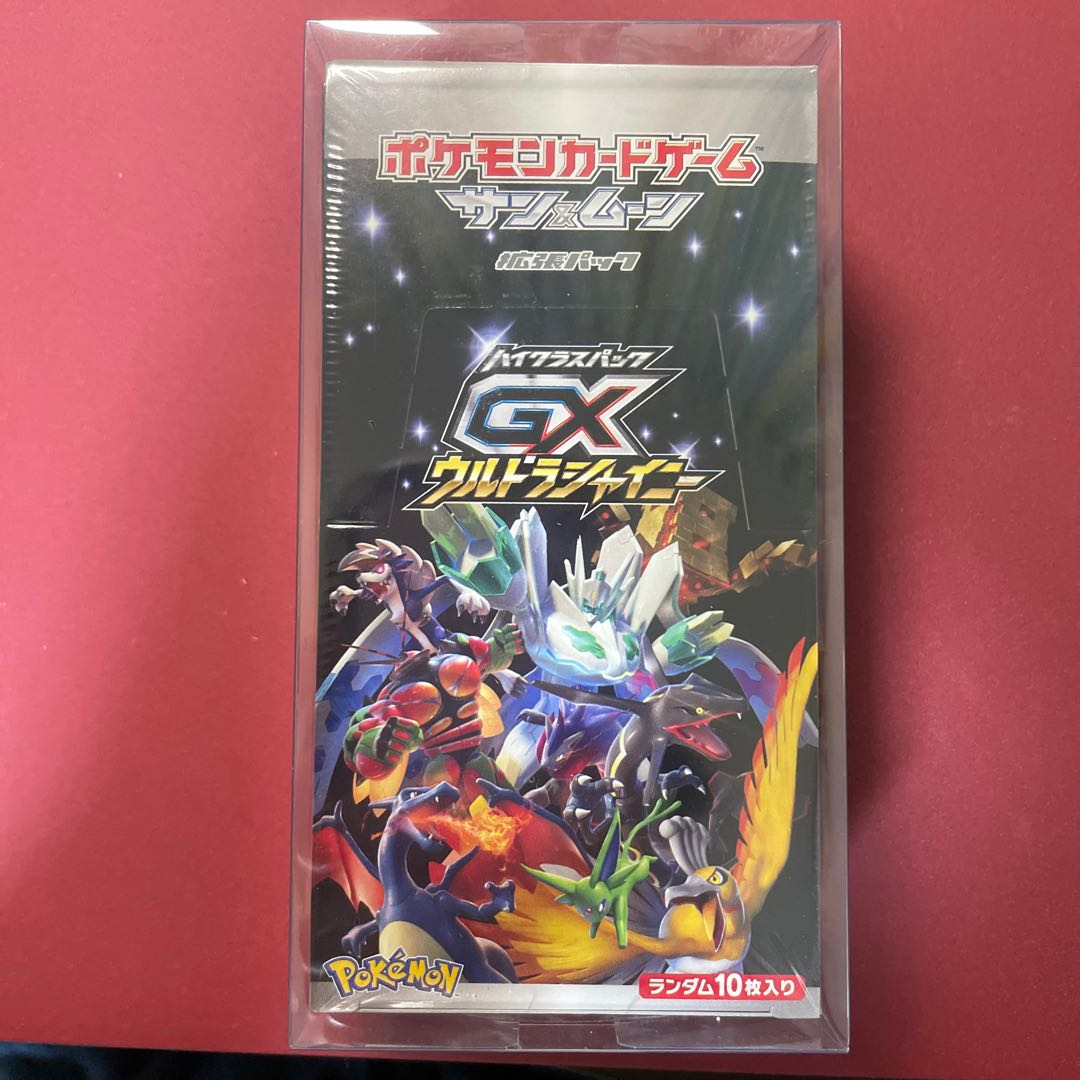 ポケモンカードゲーム™
サン&ムーン
拡張パック
ハイクラスパック
GX
ウルトラシャイニー
POKÉMON
ランダム10枚入り